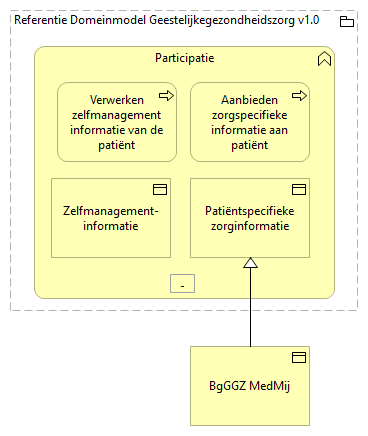 Referentie Domeinmodel Geestelijkegezondheidszorg v1.0
Participatie
Verwerken
zelfmanagement
informatie van de
patiënt
Aanbieden
zorgspecifieke
informatie aan
patiënt
Zelfmanagement-
informatie
Patiëntspecifieke
zorginformatie
-
BgGGZ MedMij